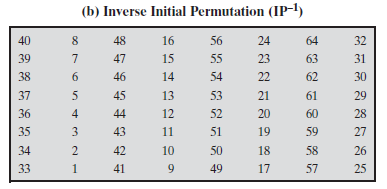 (b) Inverse Initial Permutation (IP–1)
40 8 48 16 56 24 64 32
39 7 47 15 55 23 63 31
38 6 46 14 54 22 62 30
37 5 45 13 53 21 61 29
36 4 44 12 52 20 60 28
35 3 43 11 51 19 59 27
34 2 42 10 50 18 58 26
33 1 41 9 49 17 57 25